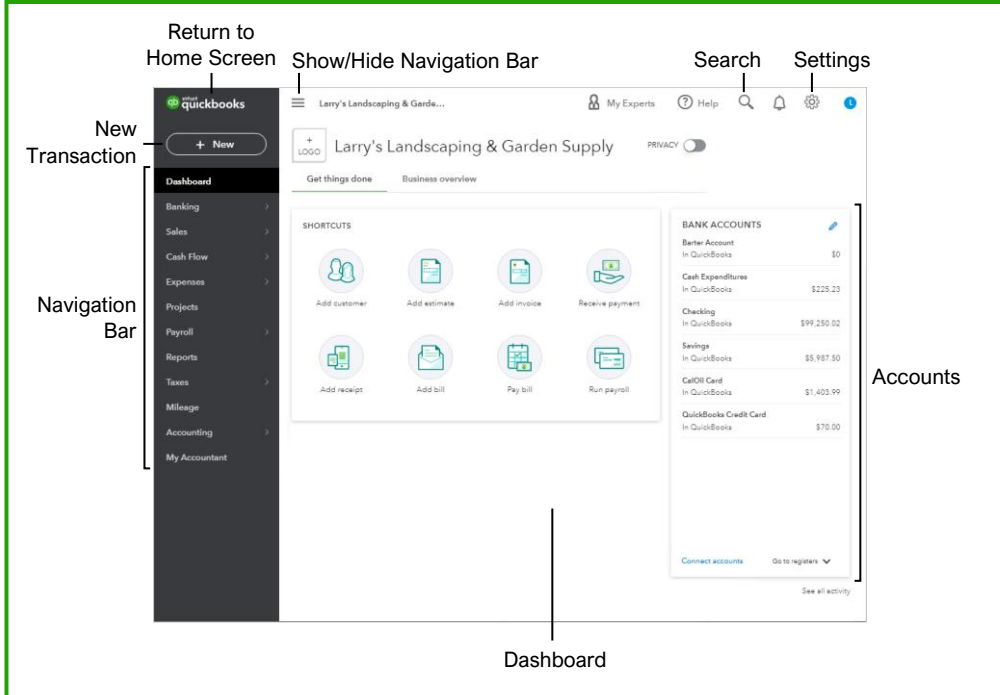 Return to
Home Screen
Show/Hide Navigation Bar
Search
Settings
intuit
quickbooks
Larry's Landscaping & Garde...
My Experts
Help
New
Transaction
+ New
+
LOGO
Larry's Landscaping & Garden Supply
PRIVACY
Get things done
Business overview
Navigation
Bar
Dashboard
Banking
Sales
Cash Flow
Expenses
Projects
Payroll
Reports
Taxes
Mileage
Accounting
My Accountant
SHORTCUTS
Add customer
Add estimate
Add invoice
Receive payment
Add receipt
Add bill
Pay bill
Run payroll
BANK ACCOUNTS
Barter Account
In QuickBooks $0
Cash Expenditures
In QuickBooks $225.23
Checking
In QuickBooks $99,250.02
Savings
In QuickBooks $5,987.50
CalOil Card
In QuickBooks $1,403.99
QuickBooks Credit Card
In QuickBooks $70.00
Connect accounts
Go to registers
See all activity
Accounts
Dashboard